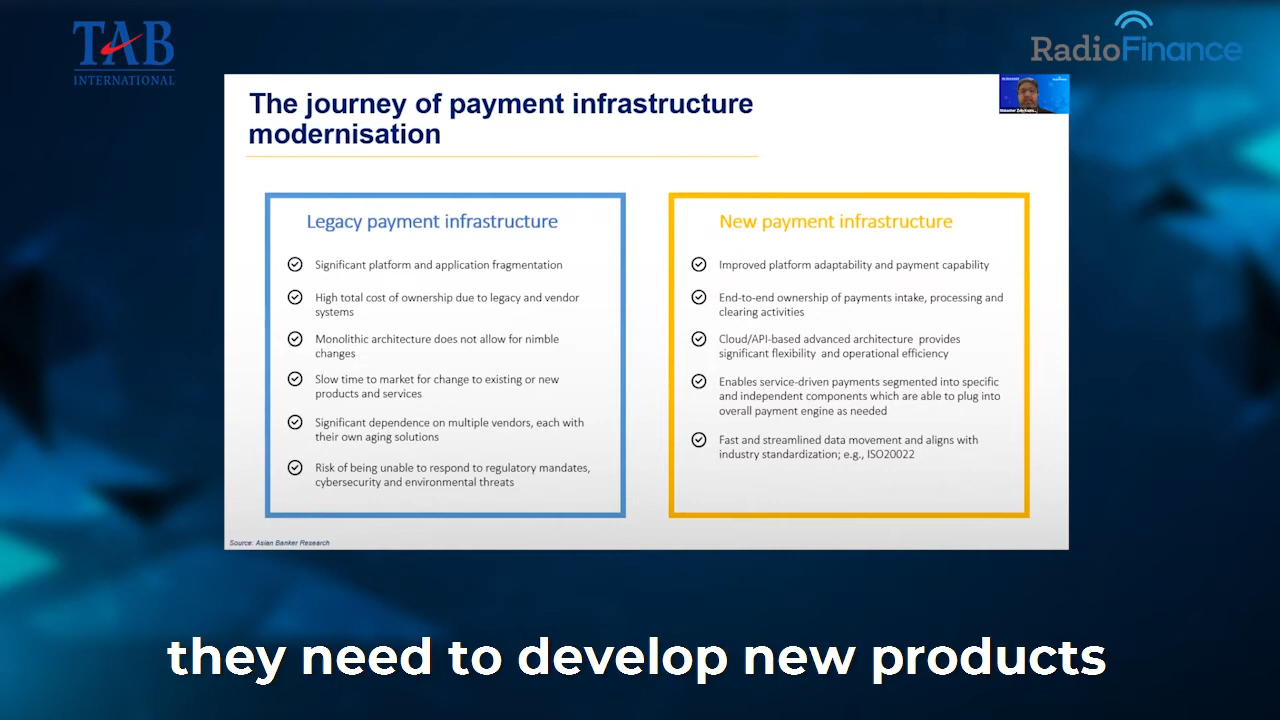 TAB
INTERNATIONAL
RadioFinance
The journey of payment infrastructure
modernisation
Legacy payment infrastructure
Significant platform and application fragmentation
High total cost of ownership due to legacy and vendor
systems
Monolithic architecture does not allow for nimble
changes
Slow time to market for change to existing or new
products and services
Significant dependence on multiple vendors, each with
their own aging solutions
Risk of being unable to respond to regulatory mandates,
cybersecurity and environmental threats
New payment infrastructure
Improved platform adaptability and payment capability
End-to-end ownership of payments intake, processing and
clearing activities
Cloud/API-based advanced architecture provides
significant flexibility and operational efficiency
Enables service-driven payments segmented into specific
and independent components which are able to plug into
overall payment engine as needed
Fast and streamlined data movement and aligns with
industry standardization; e.g., ISO20022
Source: Asian Banker Research
they need to develop new products